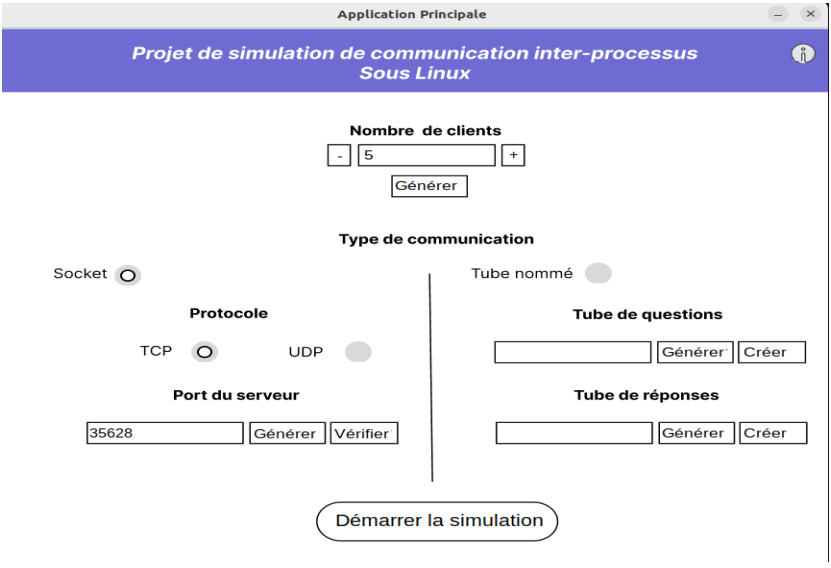 Application Principale
Projet de simulation de communication inter-processus
Sous Linux
Nombre de clients
- 5 +
Générer
Type de communication
Socket
Tube nommé
Protocole
TCP
UDP
Port du serveur
35628 Générer Vérifier
Tube de questions
Générer Créer
Tube de réponses
Générer Créer
Démarrer la simulation